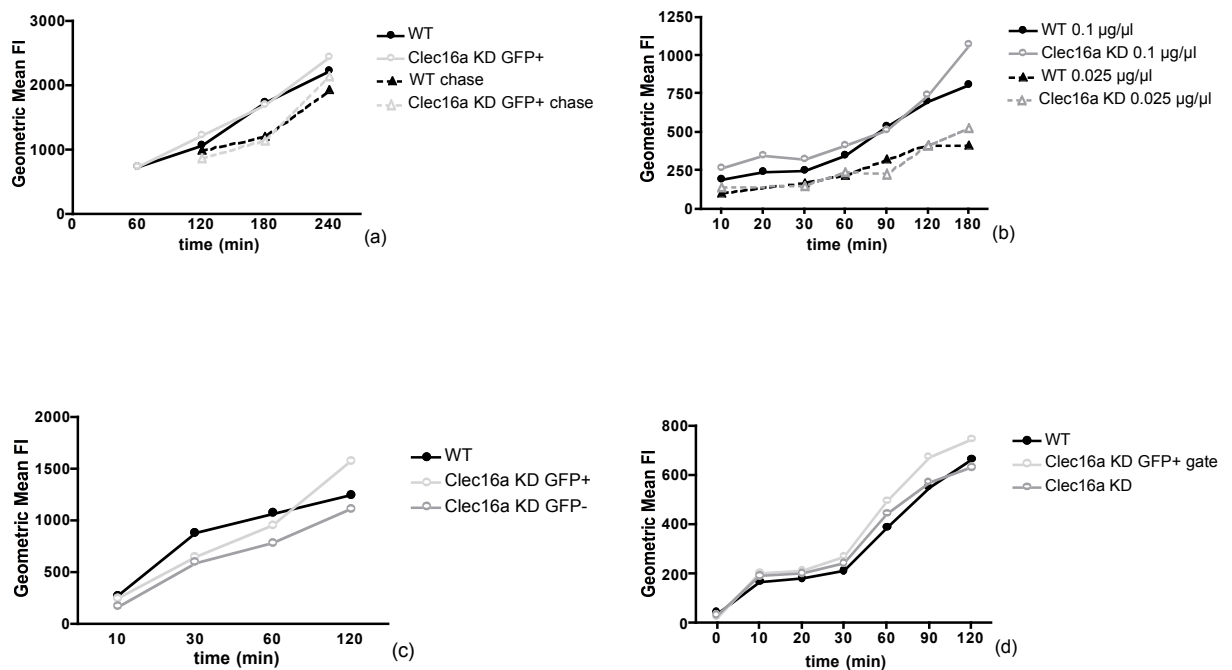 3000
2000
1000
0
Geometric Mean FI
0 60 120 180 240
time (min)
WT
Clec16a KD GFP+
WT chase
Clec16a KD GFP+ chase
(a)
1250
1000
750
500
250
0
Geometric Mean FI
10 20 30 60 90 120 180
time (min)
WT 0.1 µg/µl
Clec16a KD 0.1 µg/µl
WT 0.025 µg/µl
Clec16a KD 0.025 µg/µl
(b)
2000
1500
1000
500
0
Geometric Mean FI
10 30 60 120
time (min)
WT
Clec16a KD GFP+
Clec16a KD GFP-
(c)
800
600
400
200
0
Geometric Mean FI
0 10 20 30 60 90 120
time (min)
WT
Clec16a KD GFP+ gate
Clec16a KD
(d)